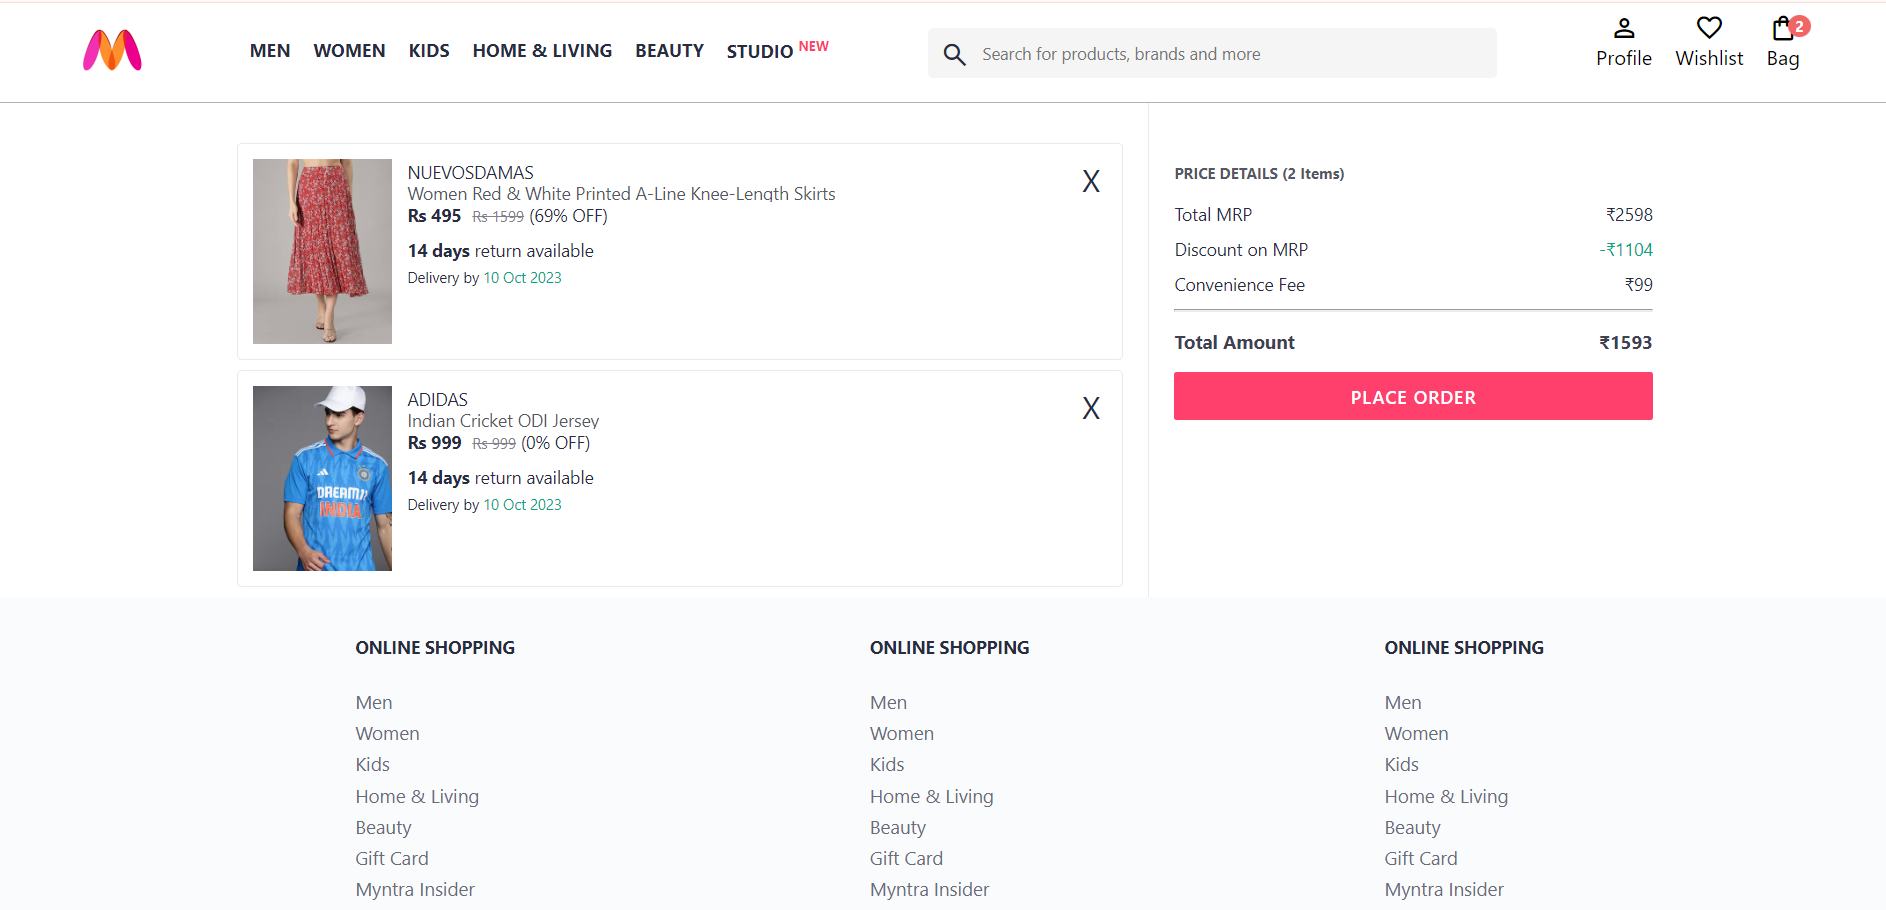 MEN WOMEN KIDS HOME & LIVING BEAUTY STUDIO NEW
Search for products, brands and more
Profile Wishlist Bag 2
NUEVOSDAMAS
Women Red & White Printed A-Line Knee-Length Skirts
Rs 495 Rs 1599 (69% OFF)
14 days return available
Delivery by 10 Oct 2023
X
ADIDAS
Indian Cricket ODI Jersey
Rs 999 Rs 999 (0% OFF)
14 days return available
Delivery by 10 Oct 2023
X
DREAM11
INDIA
PRICE DETAILS (2 Items)
Total MRP ₹2598
Discount on MRP -₹1104
Convenience Fee ₹99
Total Amount ₹1593
PLACE ORDER
ONLINE SHOPPING
Men
Women
Kids
Home & Living
Beauty
Gift Card
Myntra Insider
ONLINE SHOPPING
Men
Women
Kids
Home & Living
Beauty
Gift Card
Myntra Insider
ONLINE SHOPPING
Men
Women
Kids
Home & Living
Beauty
Gift Card
Myntra Insider